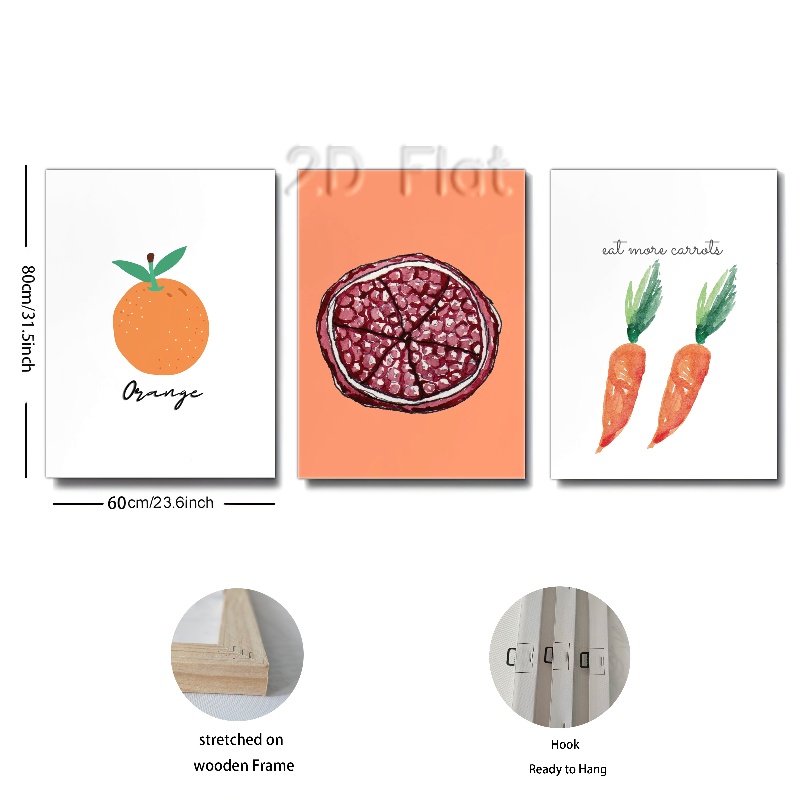 2D Flat
eat more carrots
80cm/31.5inch
Orange
60cm/23.6inch
stretched on
wooden Frame
Hook
Ready to Hang